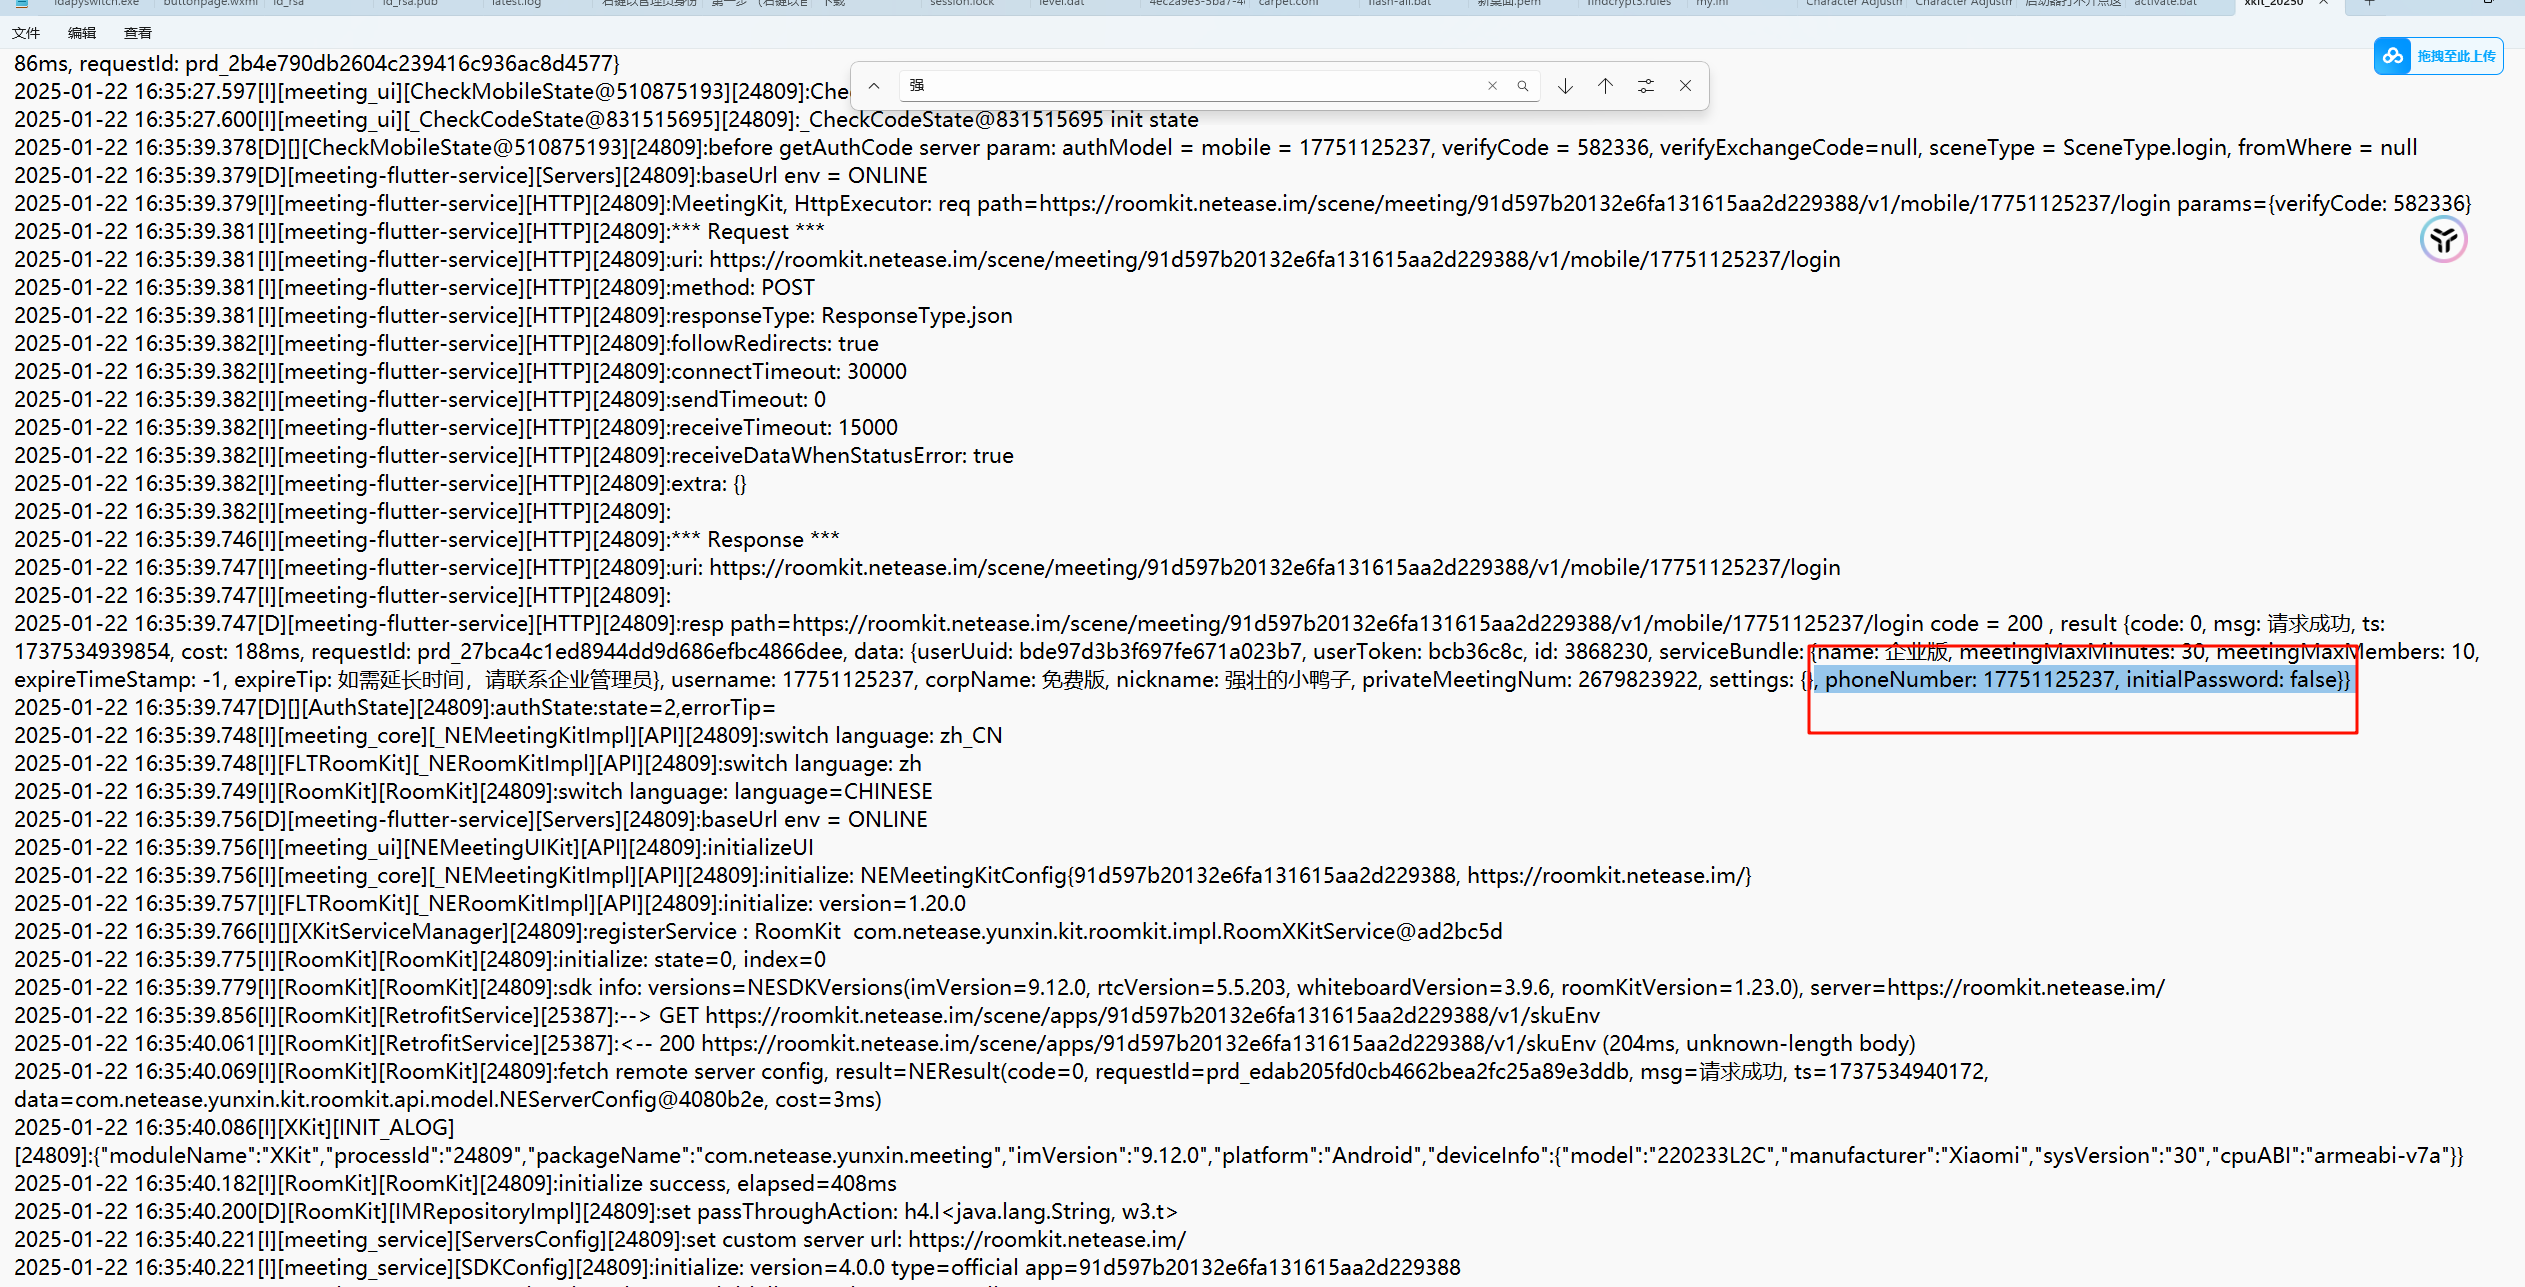 idapyswitch.exe buttonpage.wxml id_rsa id_rsa.pub latest.log 右键以管理员身份 第一步 （右键以管 下载 session.lock level.dat carpet.conf flash-all.bat 新桌面.pem findcrypt3.rules my.ini Character Adjustm Character Adjustm activate.bat xkit_20250
文件 编辑 查看
拖拽至此上传
强
86ms, requestId: prd_2b4e790db2604c239416c936ac8d4577}
2025-01-22 16:35:27.597[I][meeting_ui][CheckMobileState@510875193][24809]:Che
2025-01-22 16:35:27.600[I][meeting_ui][_CheckCodeState@831515695][24809]:_CheckCodeState@831515695 init state
2025-01-22 16:35:39.378[D][][CheckMobileState@510875193][24809]:before getAuthCode server param: authModel = mobile = 17751125237, verifyCode = 582336, verifyExchangeCode=null, sceneType = SceneType.login, fromWhere = null
2025-01-22 16:35:39.379[D][meeting-flutter-service][Servers][24809]:baseUrl env = ONLINE
2025-01-22 16:35:39.379[I][meeting-flutter-service][HTTP][24809]:MeetingKit, HttpExecutor: req path=https://roomkit.netease.im/scene/meeting/91d597b20132e6fa131615aa2d229388/v1/mobile/17751125237/login params={verifyCode: 582336}
2025-01-22 16:35:39.381[I][meeting-flutter-service][HTTP][24809]:*** Request ***
2025-01-22 16:35:39.381[I][meeting-flutter-service][HTTP][24809]:uri: https://roomkit.netease.im/scene/meeting/91d597b20132e6fa131615aa2d229388/v1/mobile/17751125237/login
2025-01-22 16:35:39.381[I][meeting-flutter-service][HTTP][24809]:method: POST
2025-01-22 16:35:39.381[I][meeting-flutter-service][HTTP][24809]:responseType: ResponseType.json
2025-01-22 16:35:39.382[I][meeting-flutter-service][HTTP][24809]:followRedirects: true
2025-01-22 16:35:39.382[I][meeting-flutter-service][HTTP][24809]:connectTimeout: 30000
2025-01-22 16:35:39.382[I][meeting-flutter-service][HTTP][24809]:sendTimeout: 0
2025-01-22 16:35:39.382[I][meeting-flutter-service][HTTP][24809]:receiveTimeout: 15000
2025-01-22 16:35:39.382[I][meeting-flutter-service][HTTP][24809]:receiveDataWhenStatusError: true
2025-01-22 16:35:39.382[I][meeting-flutter-service][HTTP][24809]:extra: {}
2025-01-22 16:35:39.382[I][meeting-flutter-service][HTTP][24809]:
2025-01-22 16:35:39.746[I][meeting-flutter-service][HTTP][24809]:*** Response ***
2025-01-22 16:35:39.747[I][meeting-flutter-service][HTTP][24809]:uri: https://roomkit.netease.im/scene/meeting/91d597b20132e6fa131615aa2d229388/v1/mobile/17751125237/login
2025-01-22 16:35:39.747[I][meeting-flutter-service][HTTP][24809]:
2025-01-22 16:35:39.747[D][meeting-flutter-service][HTTP][24809]:resp path=https://roomkit.netease.im/scene/meeting/91d597b20132e6fa131615aa2d229388/v1/mobile/17751125237/login code = 200 , result {code: 0, msg: 请求成功, ts:
1737534939854, cost: 188ms, requestId: prd_27bca4c1ed8944dd9d686efbc4866dee, data: {userUuid: bde97d3b3f697fe671a023b7, userToken: bcb36c8c, id: 3868230, serviceBundle: {name: 企业版, meetingMaxMinutes: 30, meetingMaxMembers: 10,
expireTimeStamp: -1, expireTip: 如需延长时间，请联系企业管理员}, username: 17751125237, corpName: 免费版, nickname: 强壮的小鸭子, privateMeetingNum: 2679823922, settings: {}, phoneNumber: 17751125237, initialPassword: false}}
2025-01-22 16:35:39.747[D][][AuthState][24809]:authState:state=2,errorTip=
2025-01-22 16:35:39.748[I][meeting_core][_NEMeetingKitImpl][API][24809]:switch language: zh_CN
2025-01-22 16:35:39.748[I][FLTRoomKit][_NERoomKitImpl][API][24809]:switch language: zh
2025-01-22 16:35:39.749[I][RoomKit][RoomKit][24809]:switch language: language=CHINESE
2025-01-22 16:35:39.756[D][meeting-flutter-service][Servers][24809]:baseUrl env = ONLINE
2025-01-22 16:35:39.756[I][meeting_ui][NEMeetingUIKit][API][24809]:initializeUI
2025-01-22 16:35:39.756[I][meeting_core][_NEMeetingKitImpl][API][24809]:initialize: NEMeetingKitConfig{91d597b20132e6fa131615aa2d229388, https://roomkit.netease.im/}
2025-01-22 16:35:39.757[I][FLTRoomKit][_NERoomKitImpl][API][24809]:initialize: version=1.20.0
2025-01-22 16:35:39.766[I][][XKitServiceManager][24809]:registerService : RoomKit  com.netease.yunxin.kit.roomkit.impl.RoomXKitService@ad2bc5d
2025-01-22 16:35:39.775[I][RoomKit][RoomKit][24809]:initialize: state=0, index=0
2025-01-22 16:35:39.779[I][RoomKit][RoomKit][24809]:sdk info: versions=NESDKVersions(imVersion=9.12.0, rtcVersion=5.5.203, whiteboardVersion=3.9.6, roomKitVersion=1.23.0), server=https://roomkit.netease.im/
2025-01-22 16:35:39.856[I][RoomKit][RetrofitService][25387]:--> GET https://roomkit.netease.im/scene/apps/91d597b20132e6fa131615aa2d229388/v1/skuEnv
2025-01-22 16:35:40.061[I][RoomKit][RetrofitService][25387]:<-- 200 https://roomkit.netease.im/scene/apps/91d597b20132e6fa131615aa2d229388/v1/skuEnv (204ms, unknown-length body)
2025-01-22 16:35:40.069[I][RoomKit][RoomKit][24809]:fetch remote server config, result=NEResult(code=0, requestId=prd_edab205fd0cb4662bea2fc25a89e3ddb, msg=请求成功, ts=1737534940172,
data=com.netease.yunxin.kit.roomkit.api.model.NEServerConfig@4080b2e, cost=3ms)
2025-01-22 16:35:40.086[I][XKit][INIT_ALOG]
[24809]:{"moduleName":"XKit","processId":"24809","packageName":"com.netease.yunxin.meeting","imVersion":"9.12.0","platform":"Android","deviceInfo":{"model":"220233L2C","manufacturer":"Xiaomi","sysVersion":"30","cpuABI":"armeabi-v7a"}}
2025-01-22 16:35:40.182[I][RoomKit][RoomKit][24809]:initialize success, elapsed=408ms
2025-01-22 16:35:40.200[D][RoomKit][IMRepositoryImpl][24809]:set passThroughAction: h4.l<java.lang.String, w3.t>
2025-01-22 16:35:40.221[I][meeting_service][ServersConfig][24809]:set custom server url: https://roomkit.netease.im/
2025-01-22 16:35:40.221[I][meeting_service][SDKConfig][24809]:initialize: version=4.0.0 type=official app=91d597b20132e6fa131615aa2d229388